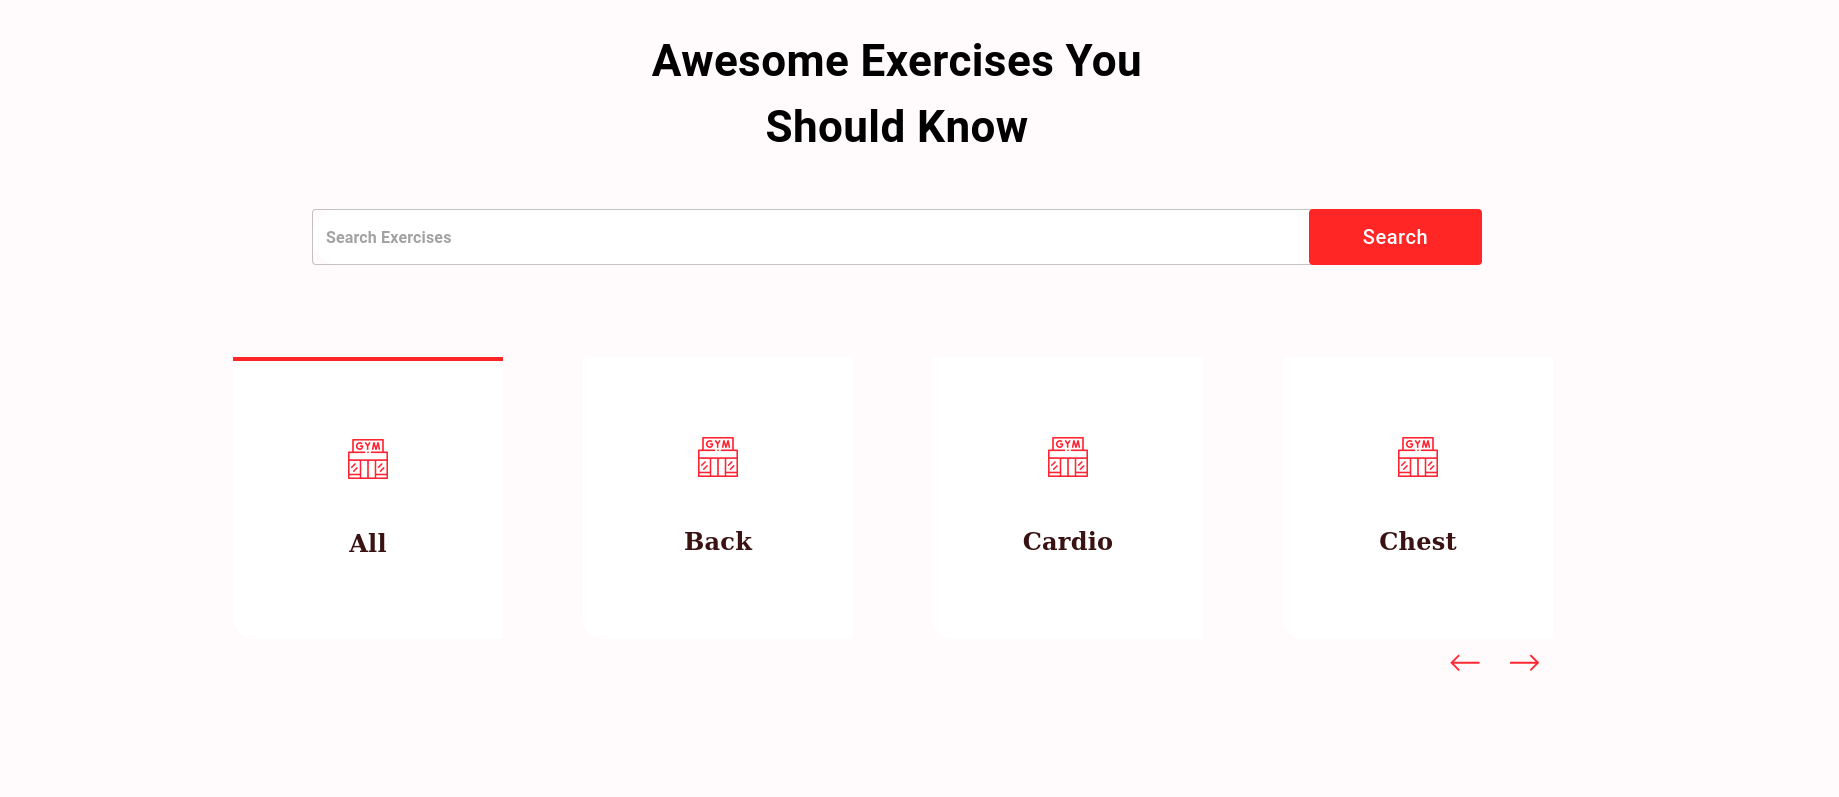 Awesome Exercises You
Should Know
Search Exercises
Search
GYM
GYM
GYM
GYM
All
Back
Cardio
Chest